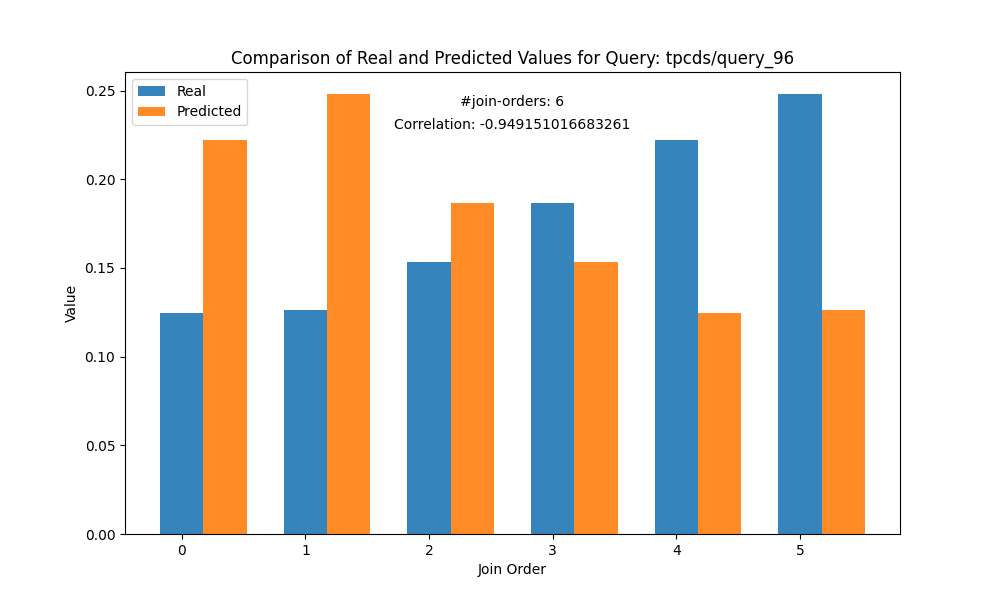 Comparison of Real and Predicted Values for Query: tpcds/query_96
Real
Predicted
#join-orders: 6
Correlation: -0.949151016683261
0.25
0.20
0.15
0.10
0.05
0.00
Value
0 1 2 3 4 5
Join Order